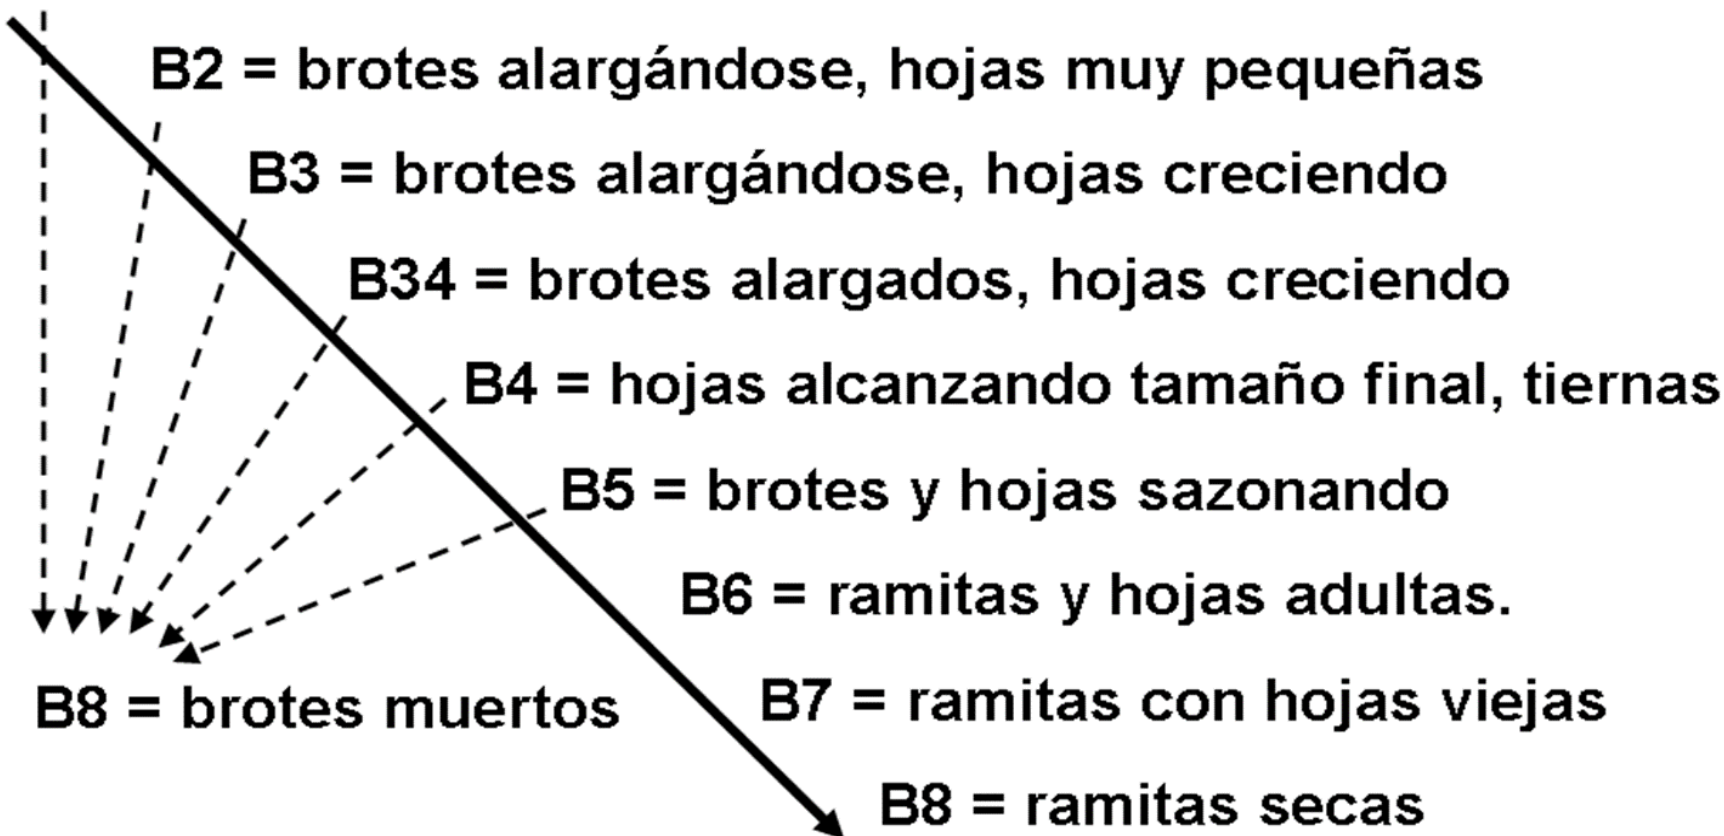 B2 = brotes alargándose, hojas muy pequeñas
B3 = brotes alargándose, hojas creciendo
B34 = brotes alargados, hojas creciendo
B4 = hojas alcanzando tamaño final, tiernas
B5 = brotes y hojas sazonando
B6 = ramitas y hojas adultas.
B7 = ramitas con hojas viejas
B8 = brotes muertos
B8 = ramitas secas